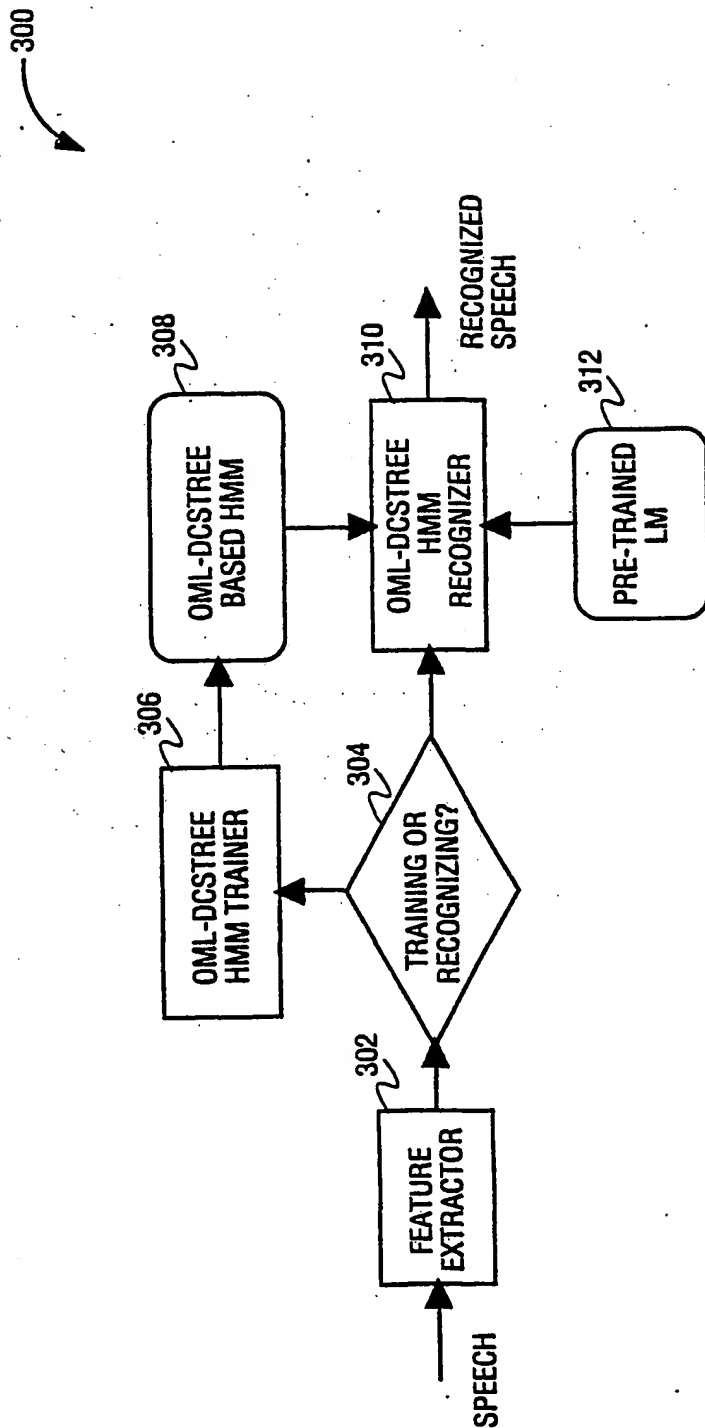 300
SPEECH
302
FEATURE
EXTRACTOR
304
TRAINING OR
RECOGNIZING?
306
OML-DCSTREE
HMM TRAINER
308
OML-DCSTREE
BASED HMM
310
OML-DCSTREE
HMM
RECOGNIZER
RECOGNIZED
SPEECH
312
PRE-TRAINED
LM